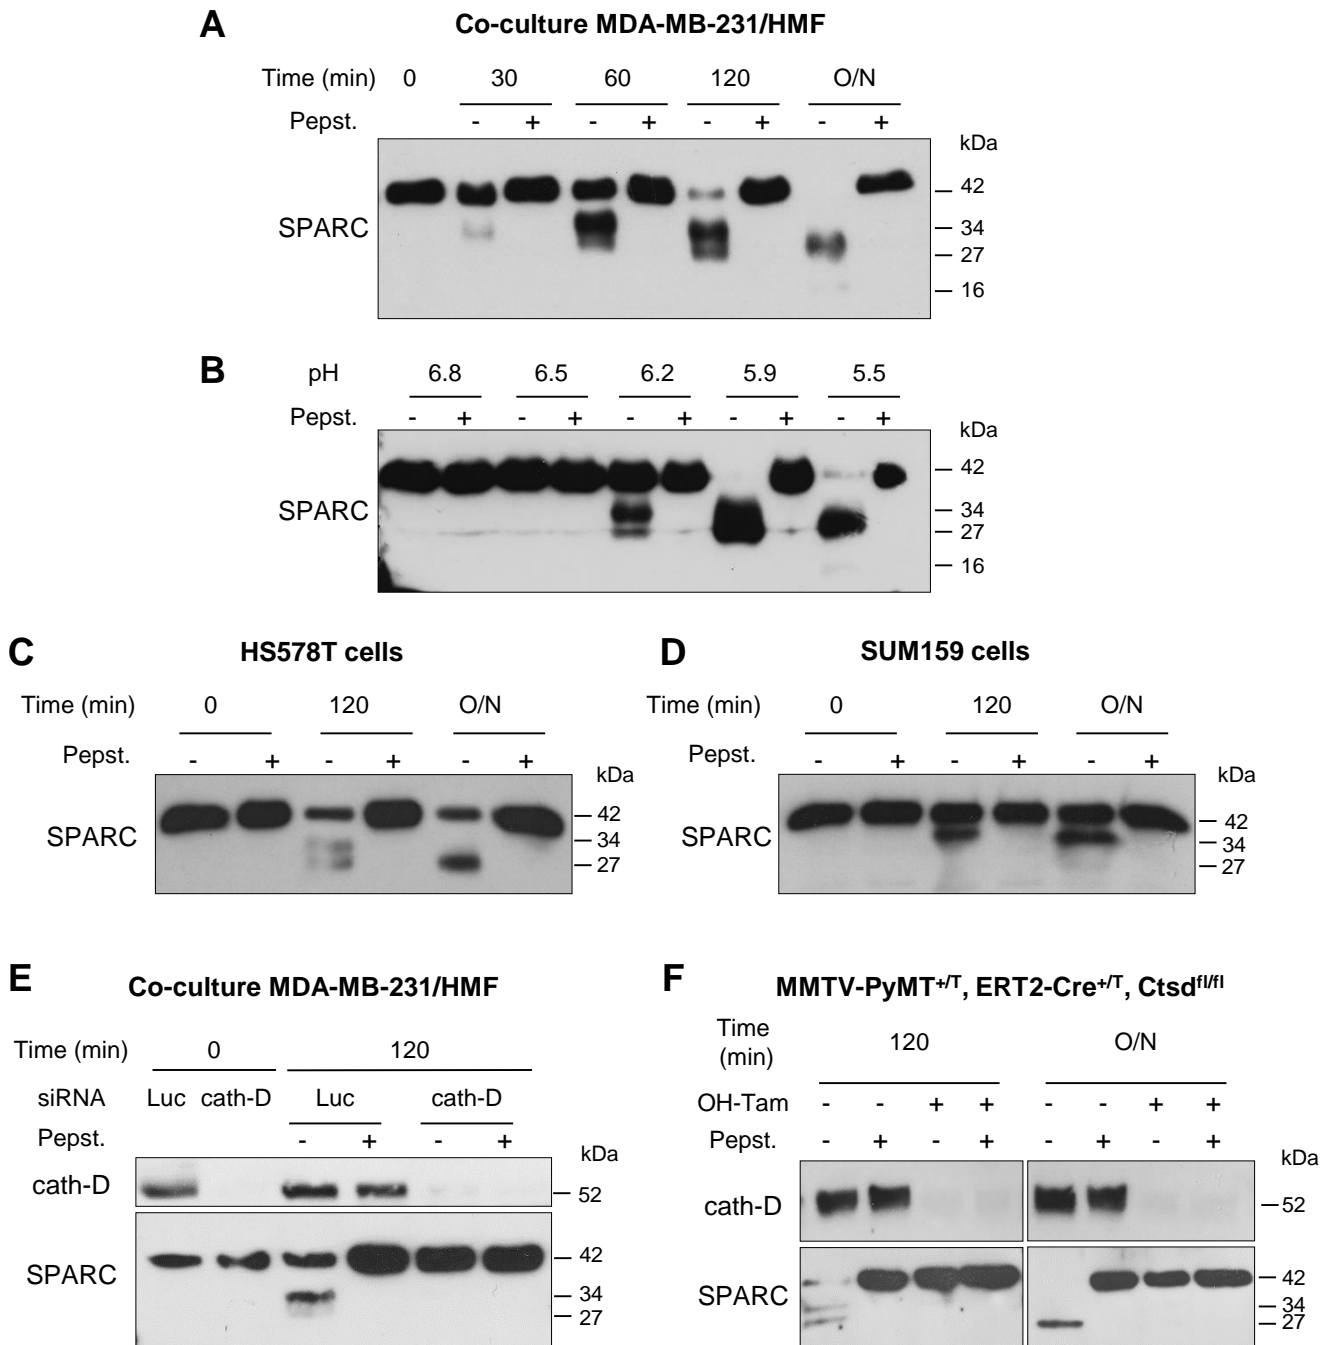 A
Co-culture MDA-MB-231/HMF
Time (min) 0 30 60 120 O/N
Pepst. - + - + - + - +
kDa
42
SPARC
34
27
16
B
pH 6.8 6.5 6.2 5.9 5.5
Pepst. - + - + - + - + - +
kDa
42
SPARC
34
27
16
C
HS578T cells
Time (min) 0 120 O/N
Pepst. - + - + - +
kDa
42
SPARC
34
27
D
SUM159 cells
Time (min) 0 120 O/N
Pepst. - + - + - +
kDa
42
SPARC
34
27
E
Co-culture MDA-MB-231/HMF
Time (min) 0 120
siRNA Luc cath-D Luc cath-D
Pepst. - + - +
kDa
cath-D 52
42
SPARC
34
27
F
MMTV-PyMT+/T, ERT2-Cre+/T, Ctsdfl/fl
Time
(min) 120 O/N
OH-Tam - - + + - - + +
Pepst. - + - + - + - +
kDa
cath-D 52
42
SPARC
34
27